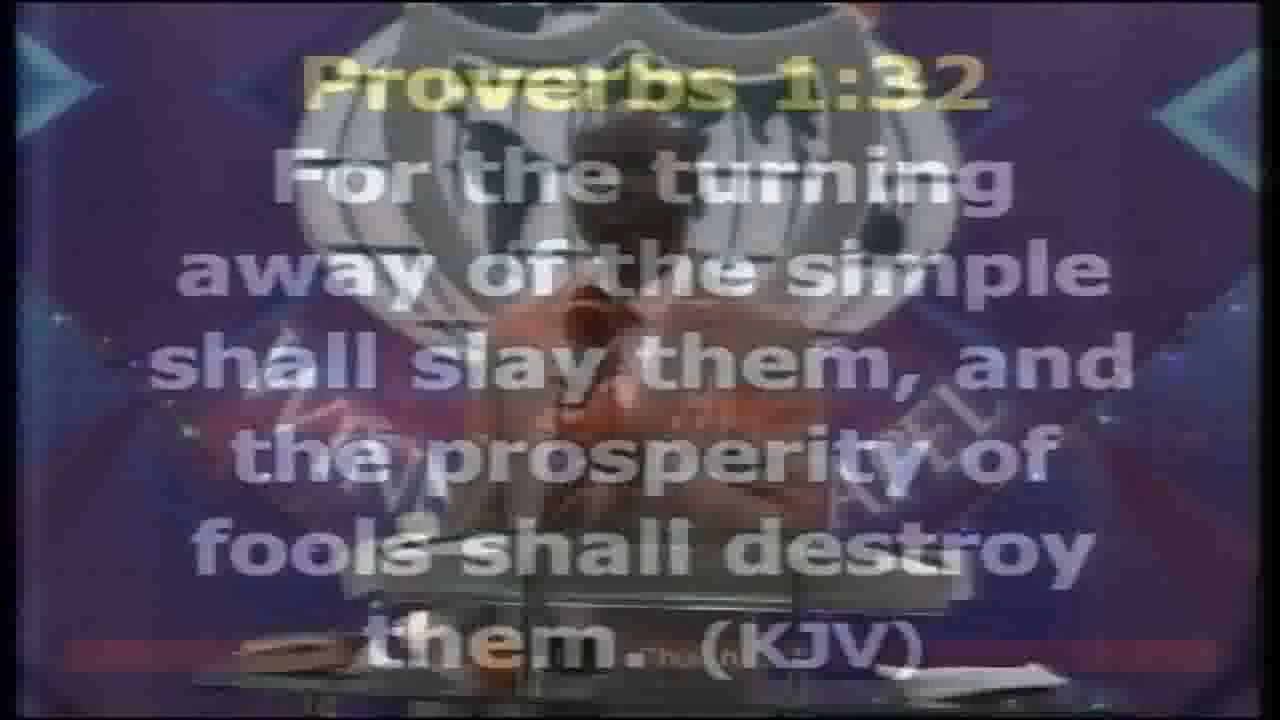 Proverbs 1:32
For the turning
away of the simple
shall slay them, and
the prosperity of
fools shall destroy
them. (KJV)